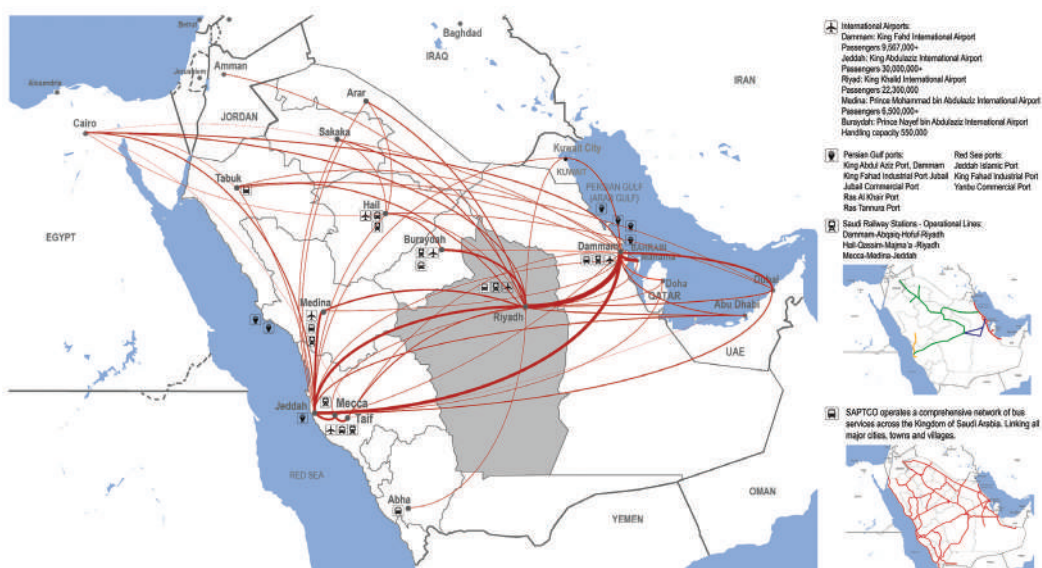 Beirut
Baghdad
IRAQ
IRAN
Jerusalem
Amman
Alexandria
JORDAN
Arar
Cairo
Sakaka
Kuwait City
KUWAIT
Tabuk
PERSIAN GULF
(ARAB GULF)
Hail
EGYPT
Buraydah
Dammam
BAHRAIN
Manama
Doha
QATAR
Dubai
Abu Dhabi
Medina
Riyadh
UAE
Jeddah
Mecca
Taif
RED SEA
Abha
OMAN
YEMEN
International Airports:
Dammam: King Fahd International Airport
Passengers 9,567,000+
Jeddah: King Abdulaziz International Airport
Passengers 30,000,000+
Riyad: King Khalid International Airport
Passengers 22,300,000
Medina: Prince Mohammad bin Abdulaziz International Airport
Passengers 6,500,000+
Buraydah: Prince Nayef bin Abdulaziz International Airport
Handling capacity 550,000
Persian Gulf ports:
King Abdul Aziz Port, Dammam
King Fahad Industrial Port Jubail
Jubail Commercial Port
Ras Al Khair Port
Ras Tannura Port
Red Sea ports:
Jeddah Islamic Port
King Fahad Industrial Port
Yanbu Commercial Port
Saudi Railway Stations - Operational Lines:
Dammam-Abqaiq-Hofuf-Riyadh
Hail-Qassim-Majma'a -Riyadh
Mecca-Medina-Jeddah
SAPTCO operates a comprehensive network of bus
services across the Kingdom of Saudi Arabia. Linking all
major cities, towns and villages.